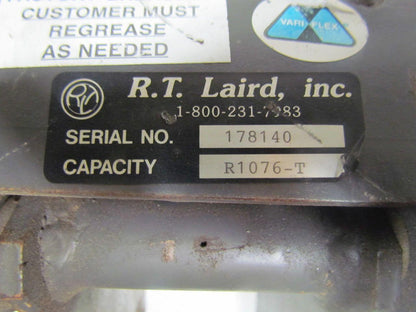 CUSTOMER MUST
REGREASE
AS NEEDED
VARI-FLEX
R.T. Laird, inc.
SERIAL NO. 178140
CAPACITY R1076-T